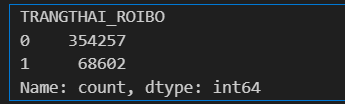 TRANGTHAI_ROIBO
0    354257
1     68602
Name: count, dtype: int64